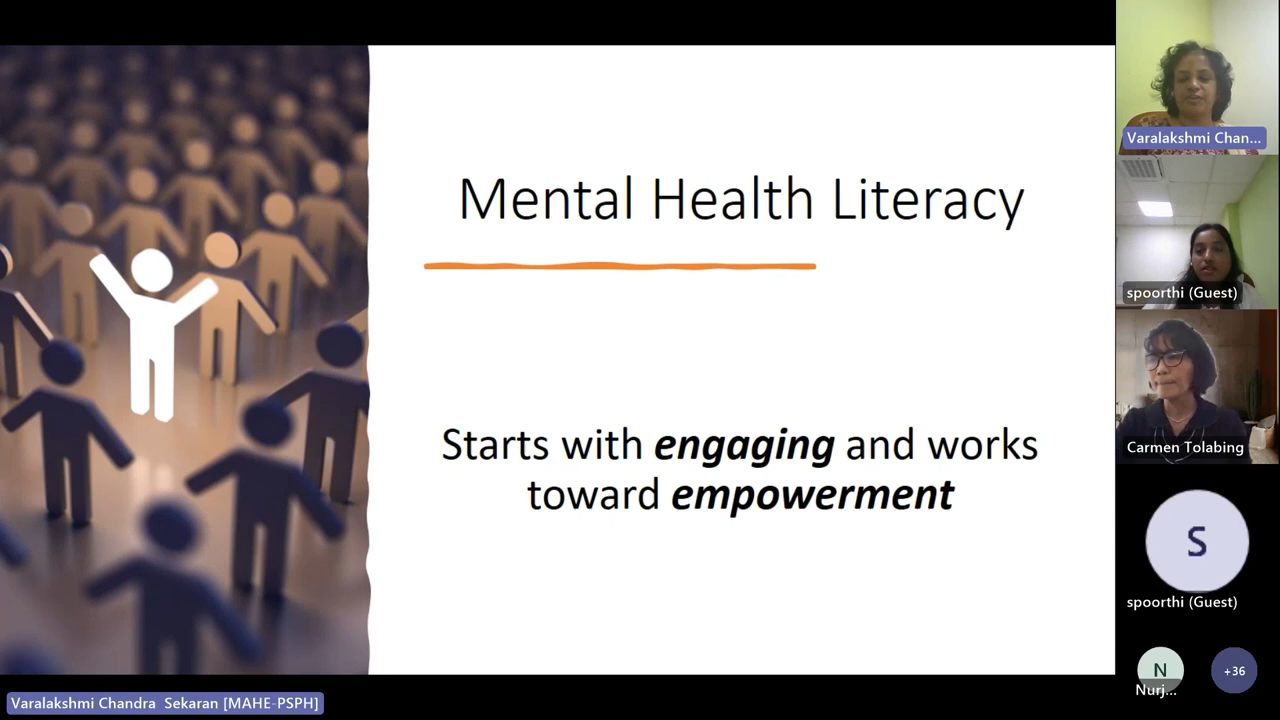 Mental Health Literacy
Starts with engaging and works
toward empowerment
Varalakshmi Chan...
spoorthi (Guest)
Carmen Tolabing
S
spoorthi (Guest)
N
Nurj...
+36
Varalakshmi Chandra Sekaran [MAHE-PSPH]